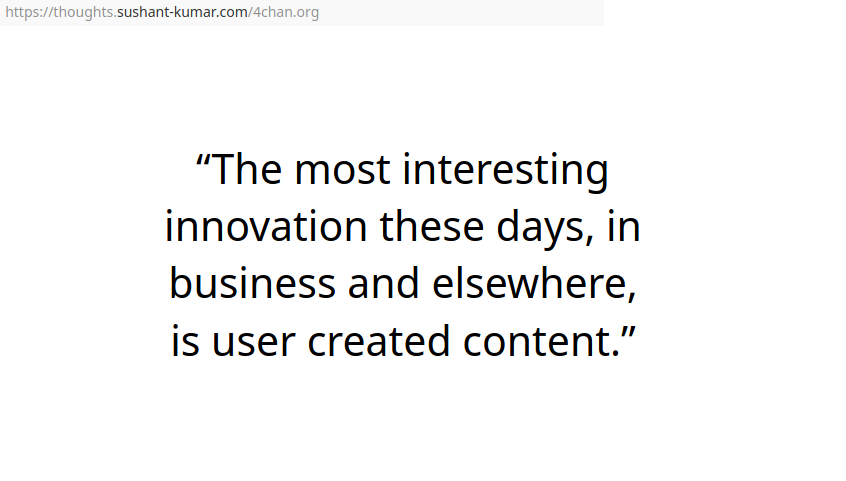 https://thoughts.sushant-kumar.com/4chan.org
“The most interesting
innovation these days, in
business and elsewhere,
is user created content.”